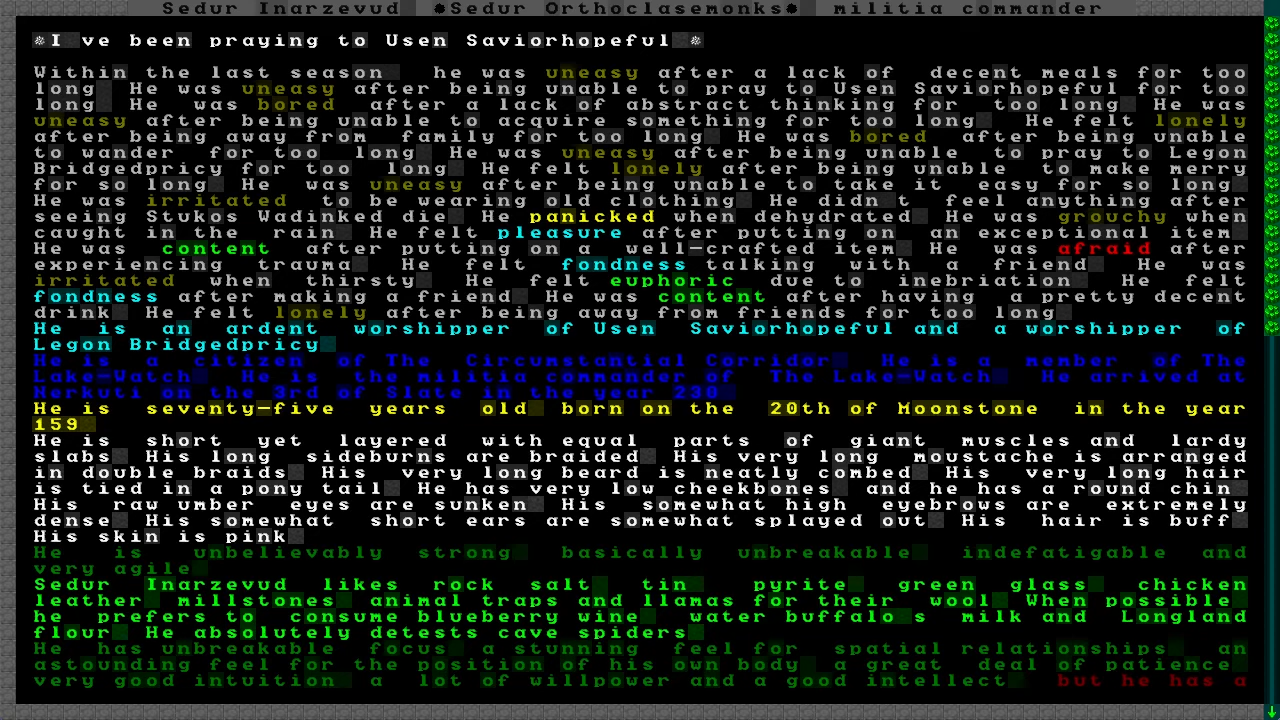 Sedur Inarzevud ☼Sedur Orthoclasemonks☼ militia commander
☼I ve been praying to Usen Saviorhopeful ☼
Within the last season he was uneasy after a lack of decent meals for too
long He was uneasy after being unable to pray to Usen Saviorhopeful for too
long He was bored after a lack of abstract thinking for too long He was
uneasy after being unable to acquire something for too long He felt lonely
after being away from family for too long He was bored after being unable
to wander for too long He was uneasy after being unable to pray to Legon
Bridgedpricy for too long He felt lonely after being unable to make merry
for so long He was uneasy after being unable to take it easy for so long
He was irritated to be wearing old clothing He didn t feel anything after
seeing Stukos Wadinked die He panicked when dehydrated He was grouchy when
caught in the rain He felt pleasure after putting on an exceptional item
He was content after putting on a well-crafted item He was afraid after
experiencing trauma He felt fondness talking with a friend He was
irritated when thirsty He felt euphoric due to inebriation He felt
fondness after making a friend He was content after having a pretty decent
drink He felt lonely after being away from friends for too long
He is an ardent worshipper of Usen Saviorhopeful and a worshipper of
Legon Bridgedpricy
He is a citizen of The Circumstantial Corridor He is a member of The
Lake-Watch He is the militia commander of The Lake-Watch He arrived at
Herkuti on the 3rd of Slate in the year 230
He is seventy-five years old born on the 20th of Moonstone in the year
159
He is short yet layered with equal parts of giant muscles and lardy
slabs His long sideburns are braided His very long moustache is arranged
in double braids His very long beard is neatly combed His very long hair
is tied in a pony tail He has very low cheekbones and he has a round chin
His raw umber eyes are sunken His somewhat high eyebrows are extremely
dense His somewhat short ears are somewhat splayed out His hair is buff
His skin is pink
He is unbelievably strong basically unbreakable indefatigable and
very agile
Sedur Inarzevud likes rock salt tin pyrite green glass chicken
leather millstones animal traps and llamas for their wool When possible
he prefers to consume blueberry wine water buffalo s milk and Longland
flour He absolutely detests cave spiders
He has unbreakable focus a stunning feel for spatial relationships an
astounding feel for the position of his own body a great deal of patience
very good intuition a lot of willpower and a good intellect but he has a